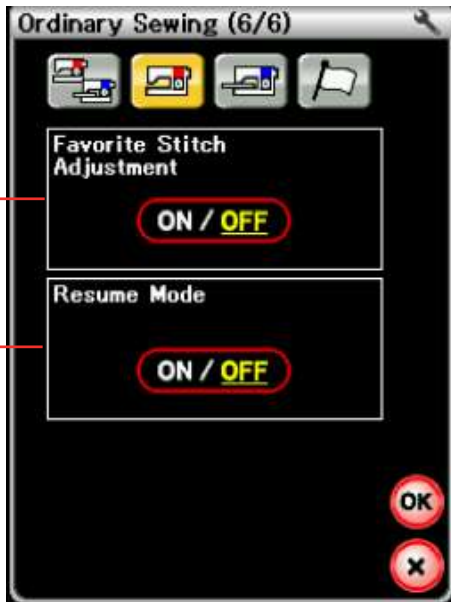 Ordinary Sewing (6/6)
Favorite Stitch
Adjustment
ON / OFF
Resume Mode
ON / OFF
OK
X